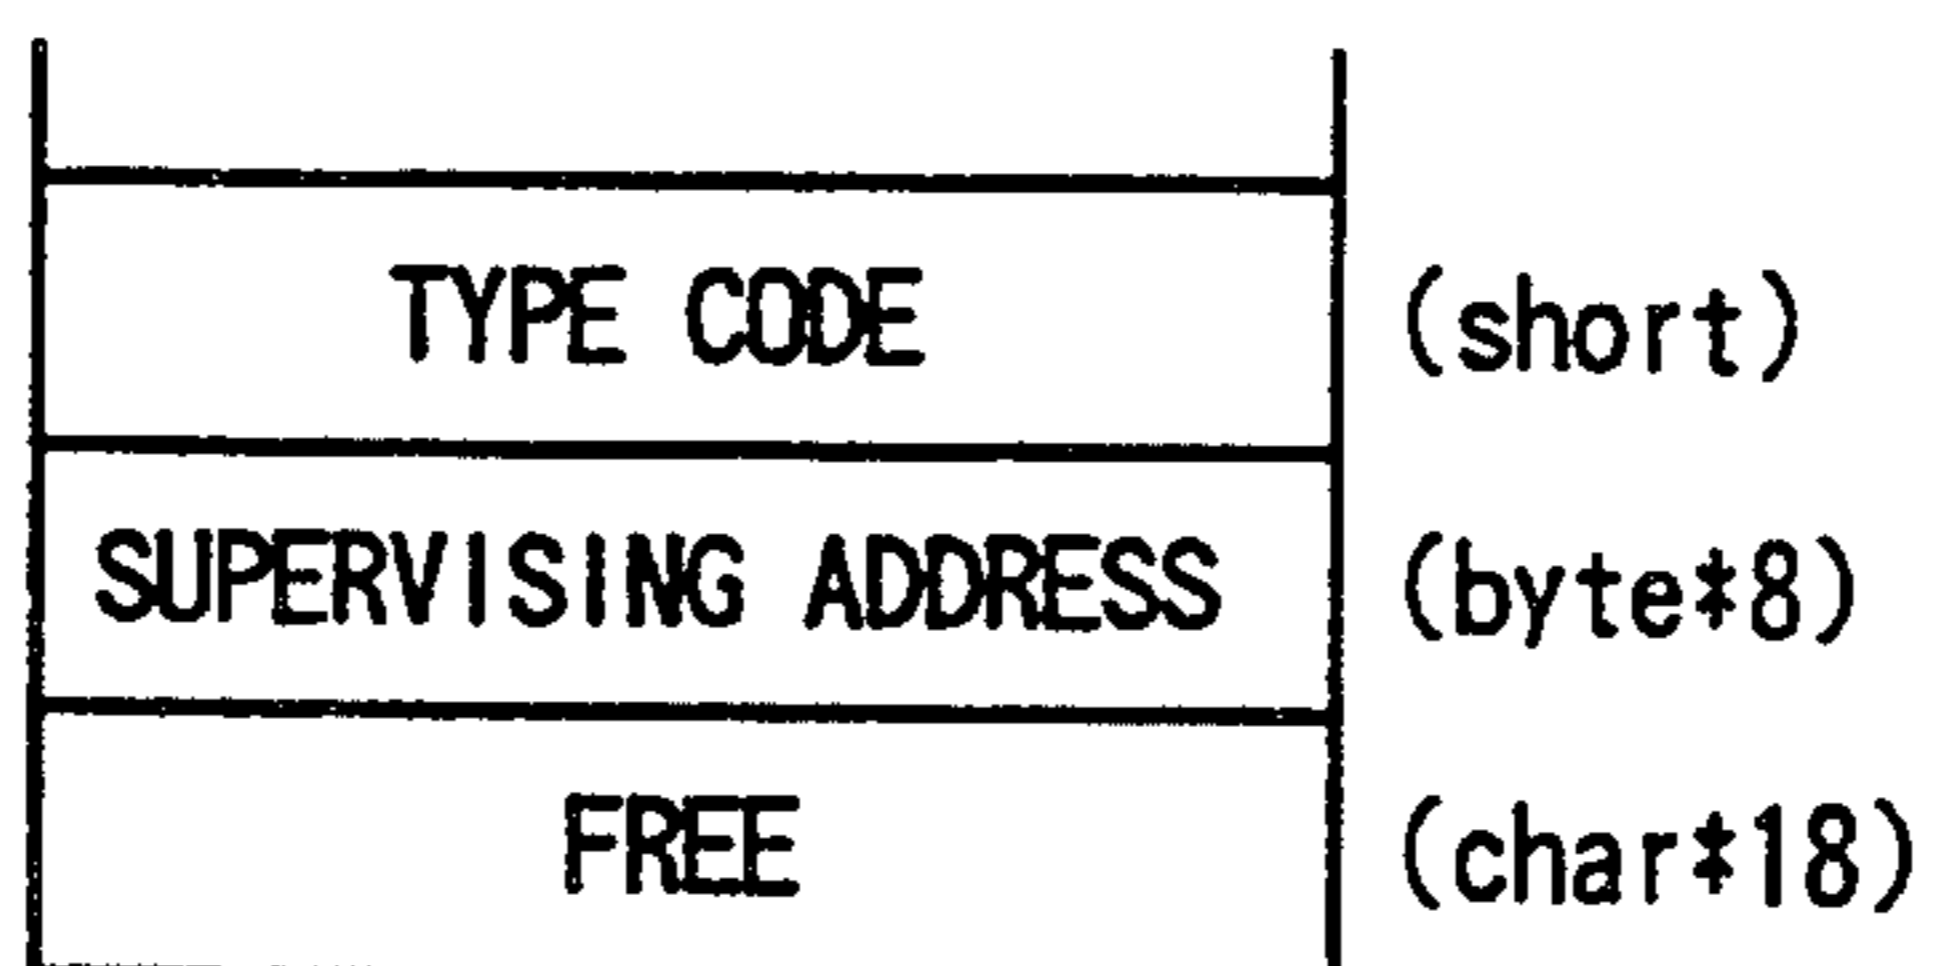 TYPE CODE (short)
SUPERVISING ADDRESS (byte*8)
FREE (char*18)